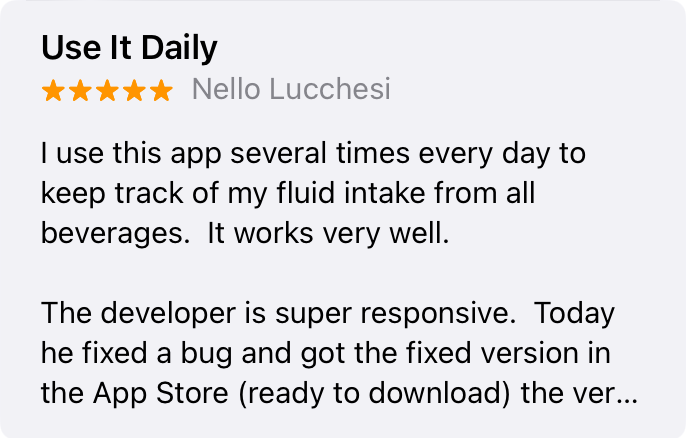 Use It Daily
★★★★★ Nello Lucchesi
I use this app several times every day to
keep track of my fluid intake from all
beverages.  It works very well.
The developer is super responsive.  Today
he fixed a bug and got the fixed version in
the App Store (ready to download) the ver...